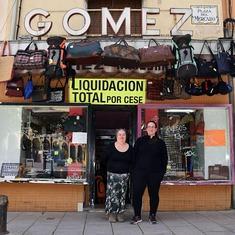 GOMEZ
PLAZA
DEL
MERCADO
LIQUIDACION
TOTAL POR CESE